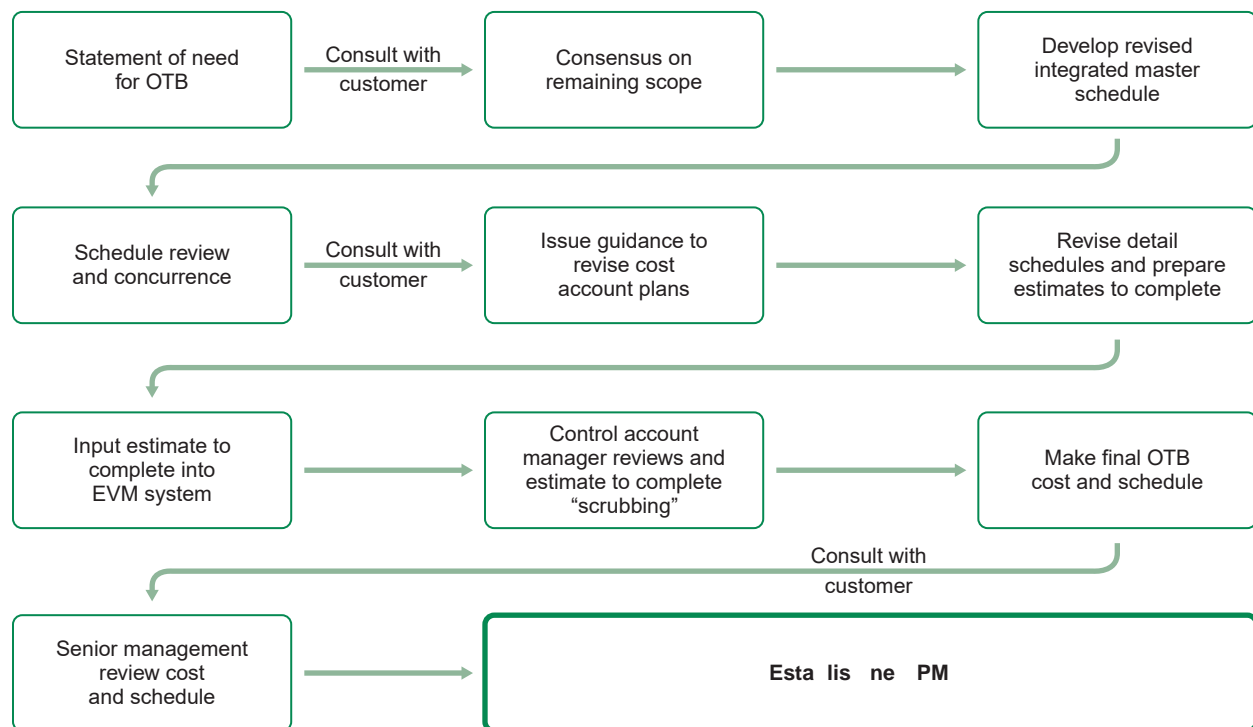 Statement of need
for OTB
Consult with
customer
Consensus on
remaining scope
Develop revised
integrated master
schedule
Schedule review
and concurrence
Consult with
customer
Issue guidance to
revise cost
account plans
Revise detail
schedules and prepare
estimates to complete
Input estimate to
complete into
EVM system
Control account
manager reviews and
estimate to complete
“scrubbing”
Make final OTB
cost and schedule
Consult with
customer
Senior management
review cost
and schedule
Esta lis ne PM